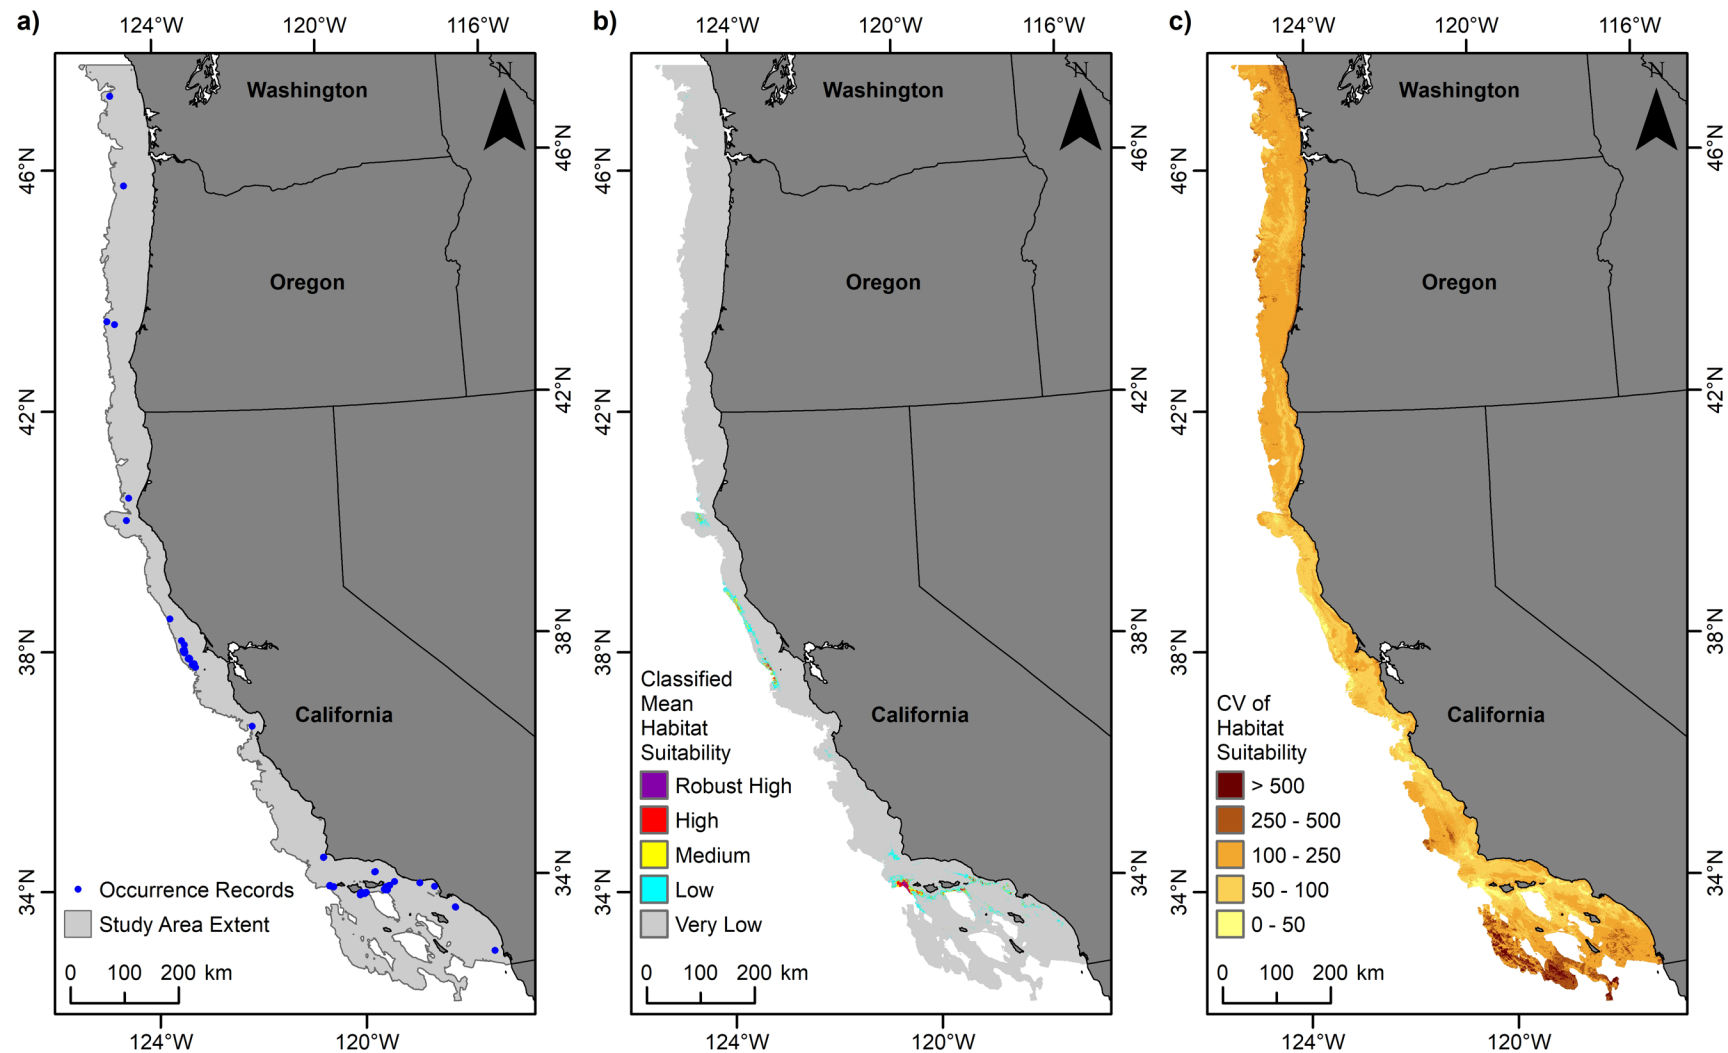 a)
124°W 120°W 116°W
N
Washington
46°N
46°N
Oregon
42°N
42°N
38°N
38°N
California
34°N
34°N
Occurrence Records
Study Area Extent
0 100 200 km
124°W 120°W
b)
124°W 120°W 116°W
N
Washington
46°N
46°N
Oregon
42°N
42°N
38°N
38°N
Classified
Mean
Habitat
Suitability
California
Robust High
High
Medium
Low
Very Low
34°N
34°N
0 100 200 km
124°W 120°W
c)
124°W 120°W 116°W
N
Washington
46°N
46°N
Oregon
42°N
42°N
38°N
38°N
CV of
Habitat
Suitability
California
> 500
250 - 500
100 - 250
50 - 100
0 - 50
34°N
34°N
0 100 200 km
124°W 120°W